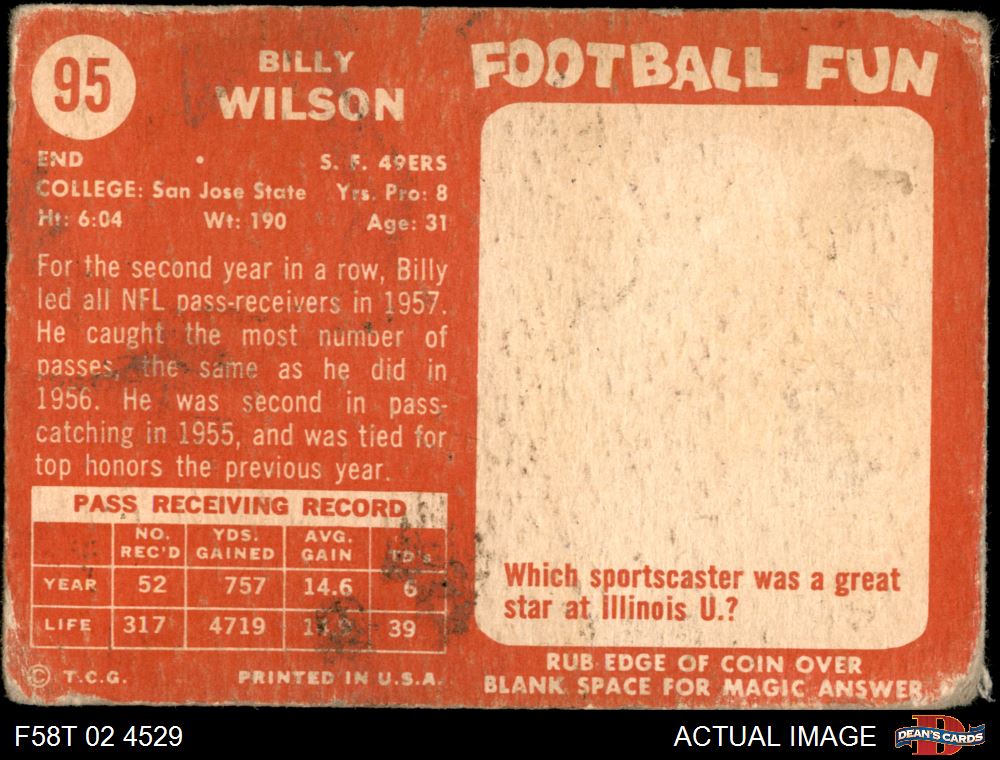 95
BILLY
WILSON
END • S. F. 49ERS
COLLEGE: San Jose State Yrs. Pro: 8
Ht: 6:04 Wt: 190 Age: 31
For the second year in a row, Billy
led all NFL pass-receivers in 1957.
He caught the most number of
passes, the same as he did in
1956. He was second in pass-
catching in 1955, and was tied for
top honors the previous year.
PASS RECEIVING RECORD
NO. REC'D YDS. GAINED AVG. GAIN TD's
YEAR 52 757 14.6 6
LIFE 317 4719 39
© T.C.G. PRINTED IN U.S.A.
FOOTBALL FUN
Which sportscaster was a great
star at Illinois U.?
RUB EDGE OF COIN OVER
BLANK SPACE FOR MAGIC ANSWER
F58T 02 4529
ACTUAL IMAGE
D
DEAN'S CARDS